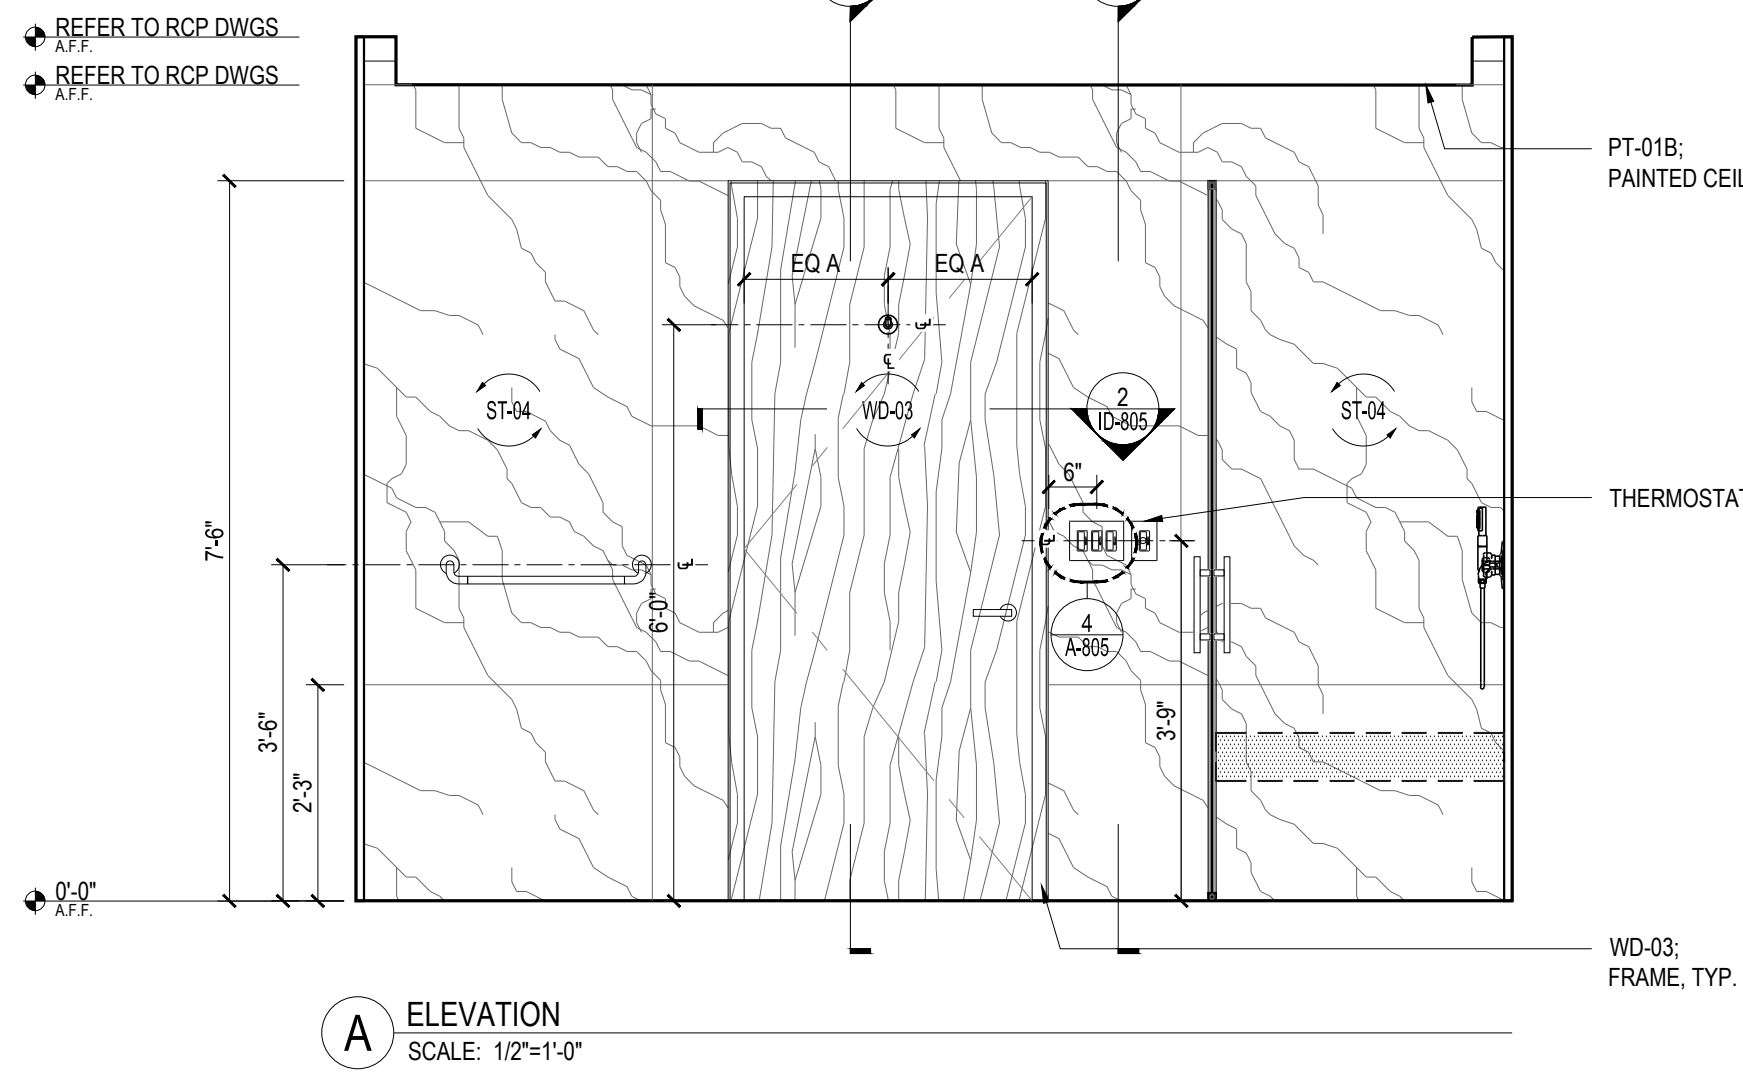 REFER TO RCP DWGS
A.F.F.
REFER TO RCP DWGS
A.F.F.
PT-01B;
PAINTED CEIL
EQ A
EQ A
ST-04
WD-03
2
ID-805
ST-04
6"
THERMOSTAT
7'-6"
6'-0"
4
A-805
3'-6"
2'-3"
3'-9"
0'-0"
A.F.F.
WD-03;
FRAME, TYP.
A
ELEVATION
SCALE: 1/2"=1'-0"